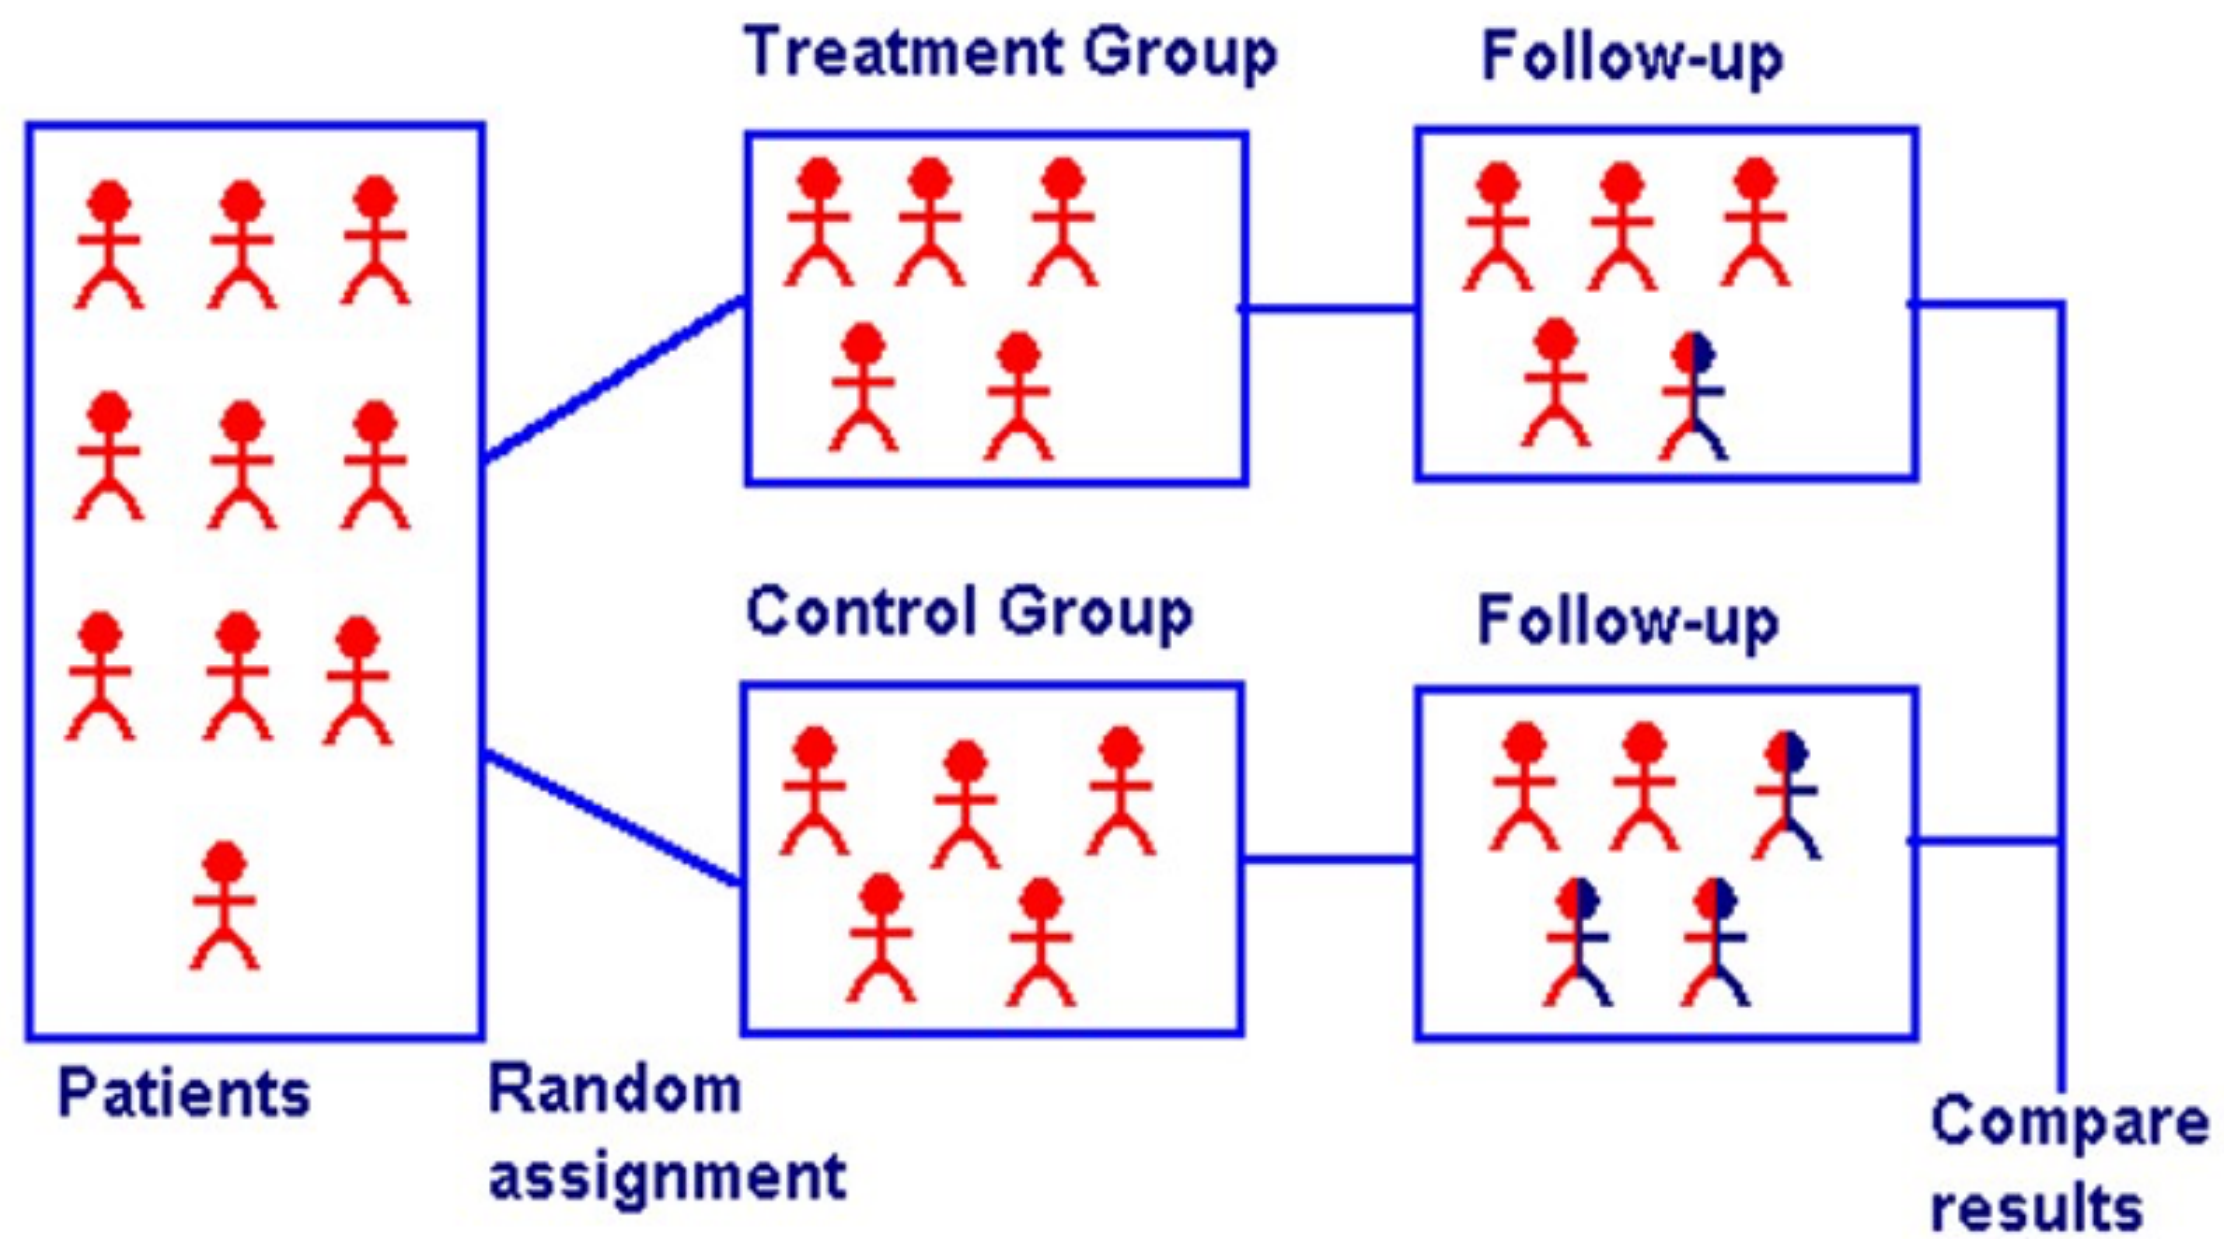 Treatment Group
Follow-up
Control Group
Follow-up
Patients
Random
assignment
Compare
results